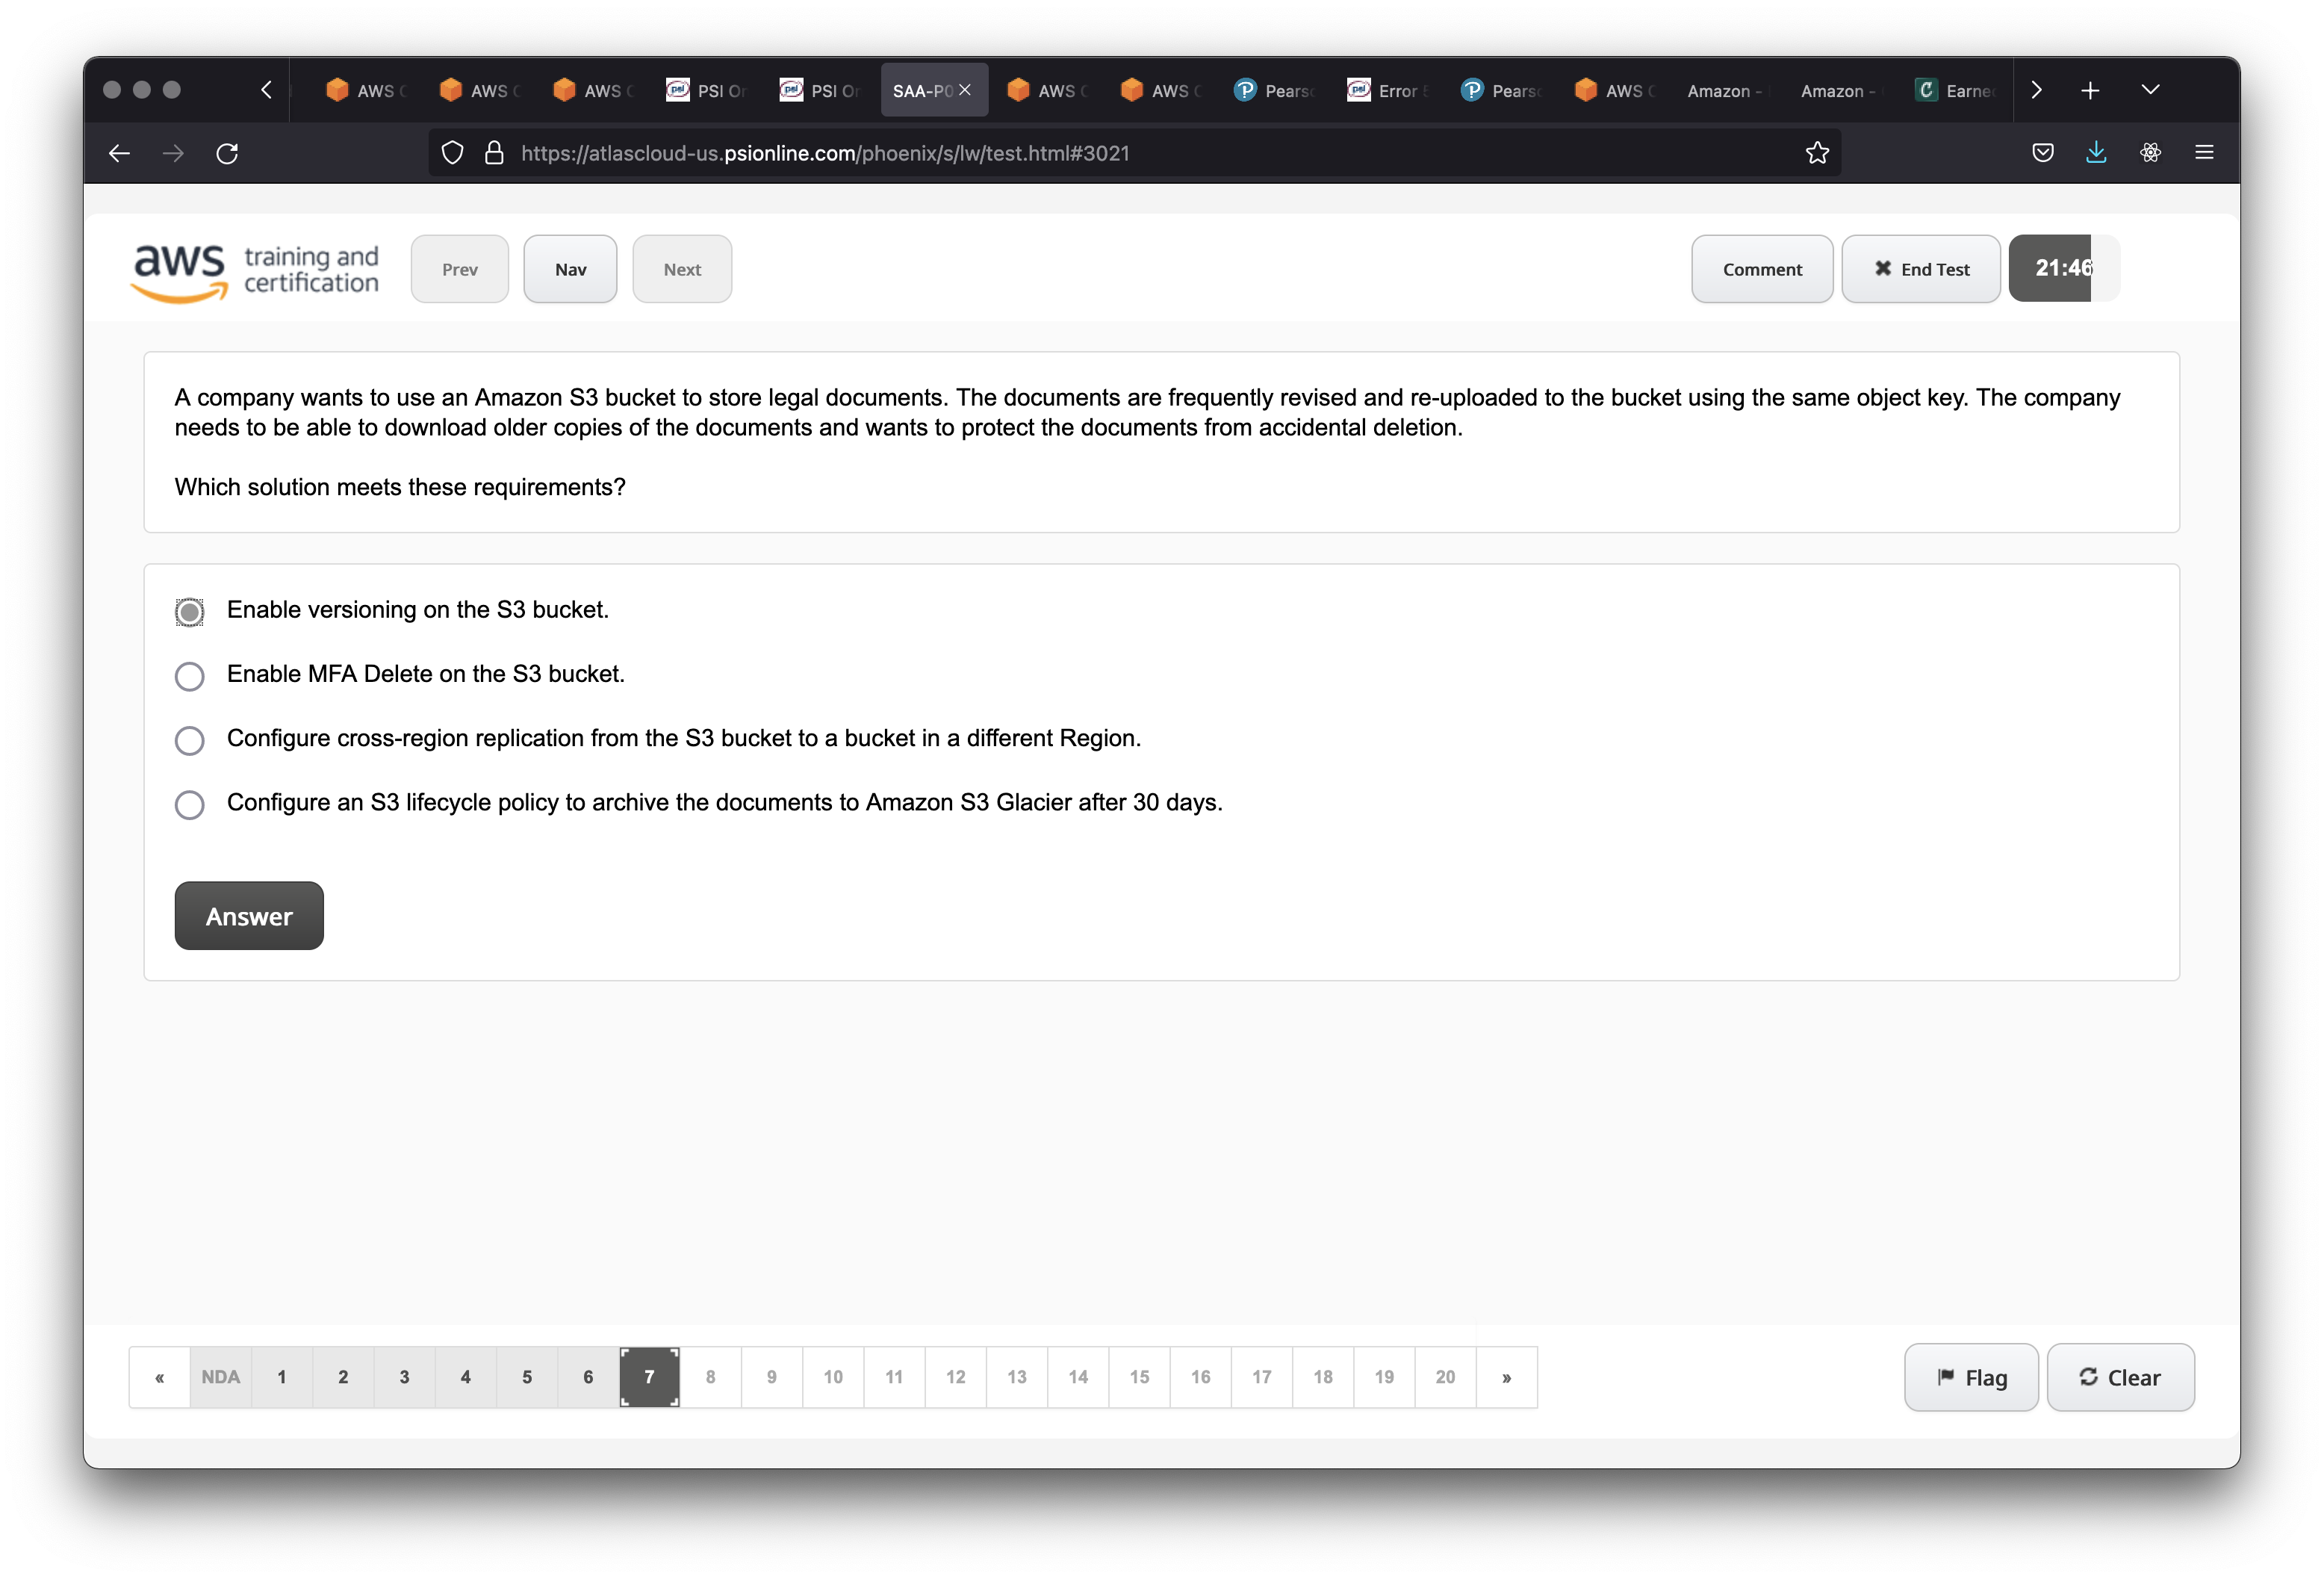 AWS C AWS C AWS C PSI On PSI On SAA-P0 AWS C AWS C Pears Error 5 Pears AWS C Amazon - Amazon - Earne
https://atlascloud-us.psionline.com/phoenix/s/lw/test.html#3021
aws training and certification
Prev Nav Next Comment End Test 21:46
A company wants to use an Amazon S3 bucket to store legal documents. The documents are frequently revised and re-uploaded to the bucket using the same object key. The company
needs to be able to download older copies of the documents and wants to protect the documents from accidental deletion.
Which solution meets these requirements?
Enable versioning on the S3 bucket.
Enable MFA Delete on the S3 bucket.
Configure cross-region replication from the S3 bucket to a bucket in a different Region.
Configure an S3 lifecycle policy to archive the documents to Amazon S3 Glacier after 30 days.
Answer
« NDA 1 2 3 4 5 6 7 8 9 10 11 12 13 14 15 16 17 18 19 20 » Flag Clear